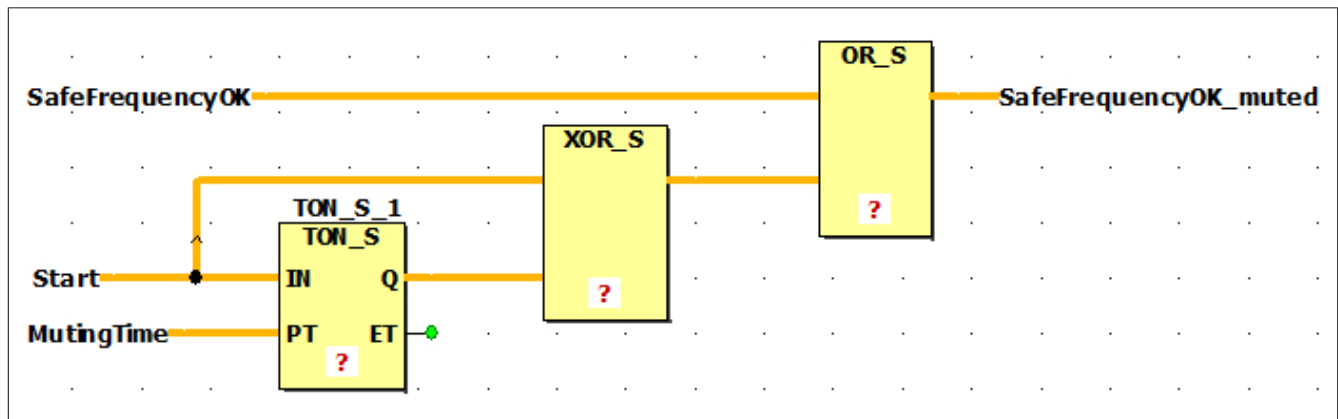 OR_S
SafeFrequencyOK
SafeFrequencyOK_muted
XOR_S
?
TON_S_1
TON_S
Start
IN
Q
?
MutingTime
PT
ET
?